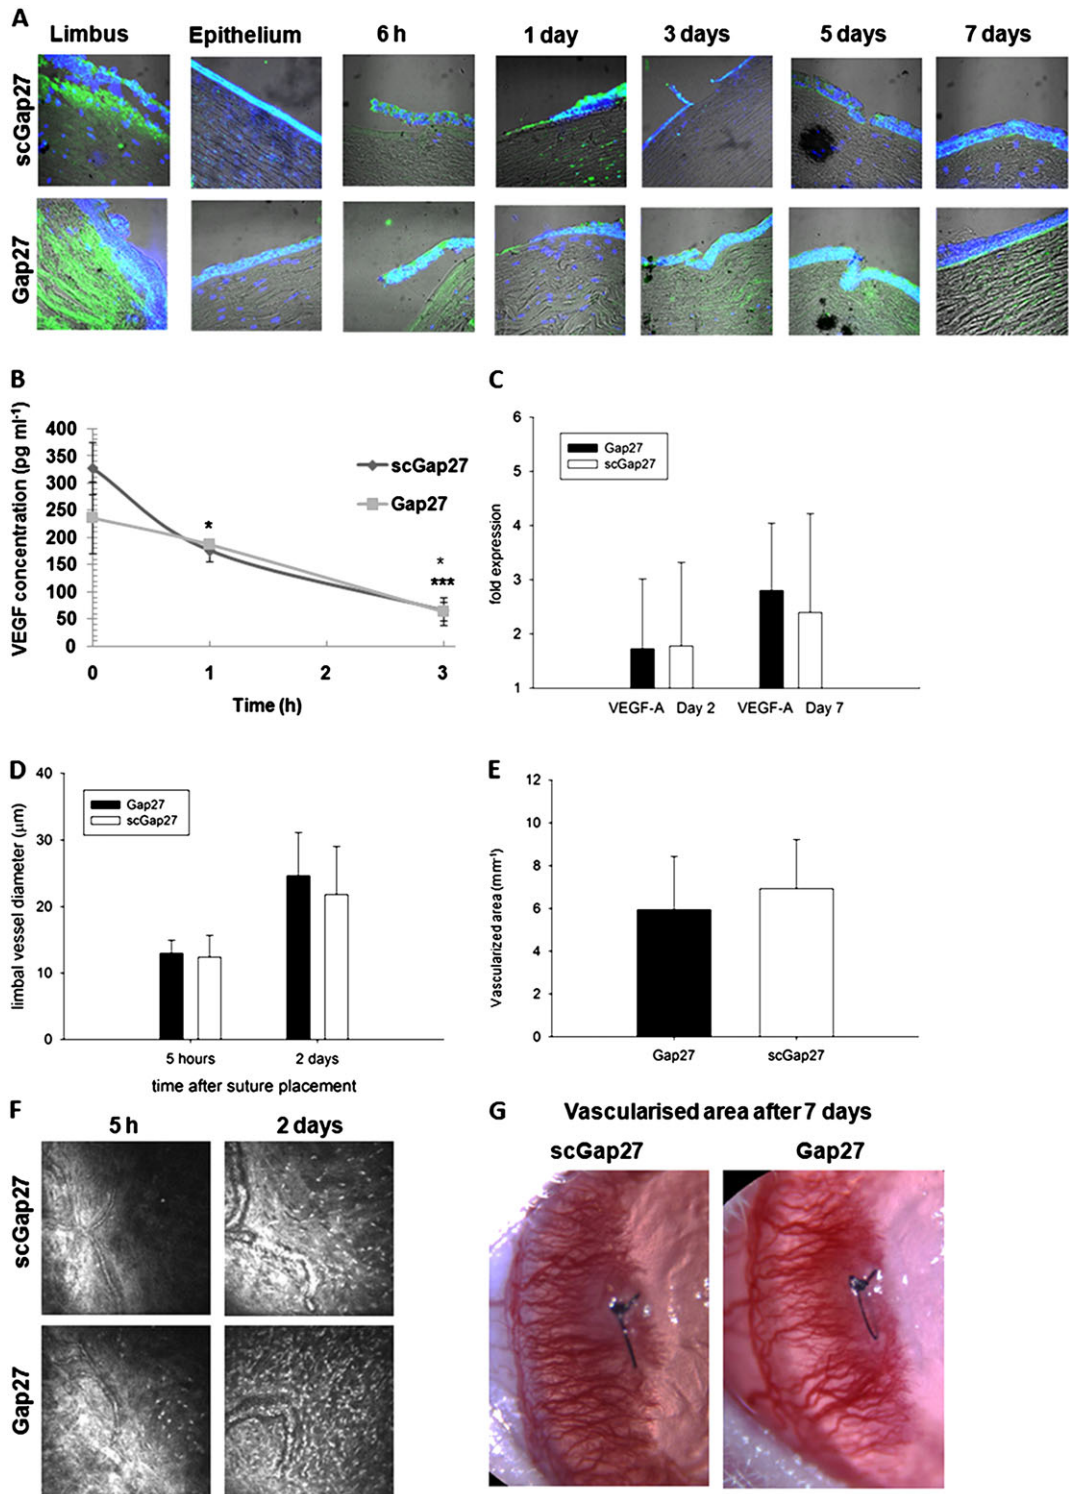 A
Limbus Epithelium 6 h 1 day 3 days 5 days 7 days
scGap27
Gap27
B
VEGF concentration (pg ml⁻¹)
400
350
300
250
200
150
100
50
0
scGap27
Gap27
*
*
***
0 1 2 3
Time (h)
C
fold expression
6
5
4
3
2
1
Gap27
scGap27
VEGF-A Day 2 VEGF-A Day 7
D
limbal vessel diameter (μm)
40
30
20
10
0
Gap27
scGap27
5 hours 2 days
time after suture placement
E
Vascularized area (mm⁻¹)
12
10
8
6
4
2
0
Gap27 scGap27
F
5 h 2 days
scGap27
Gap27
G Vascularised area after 7 days
scGap27 Gap27